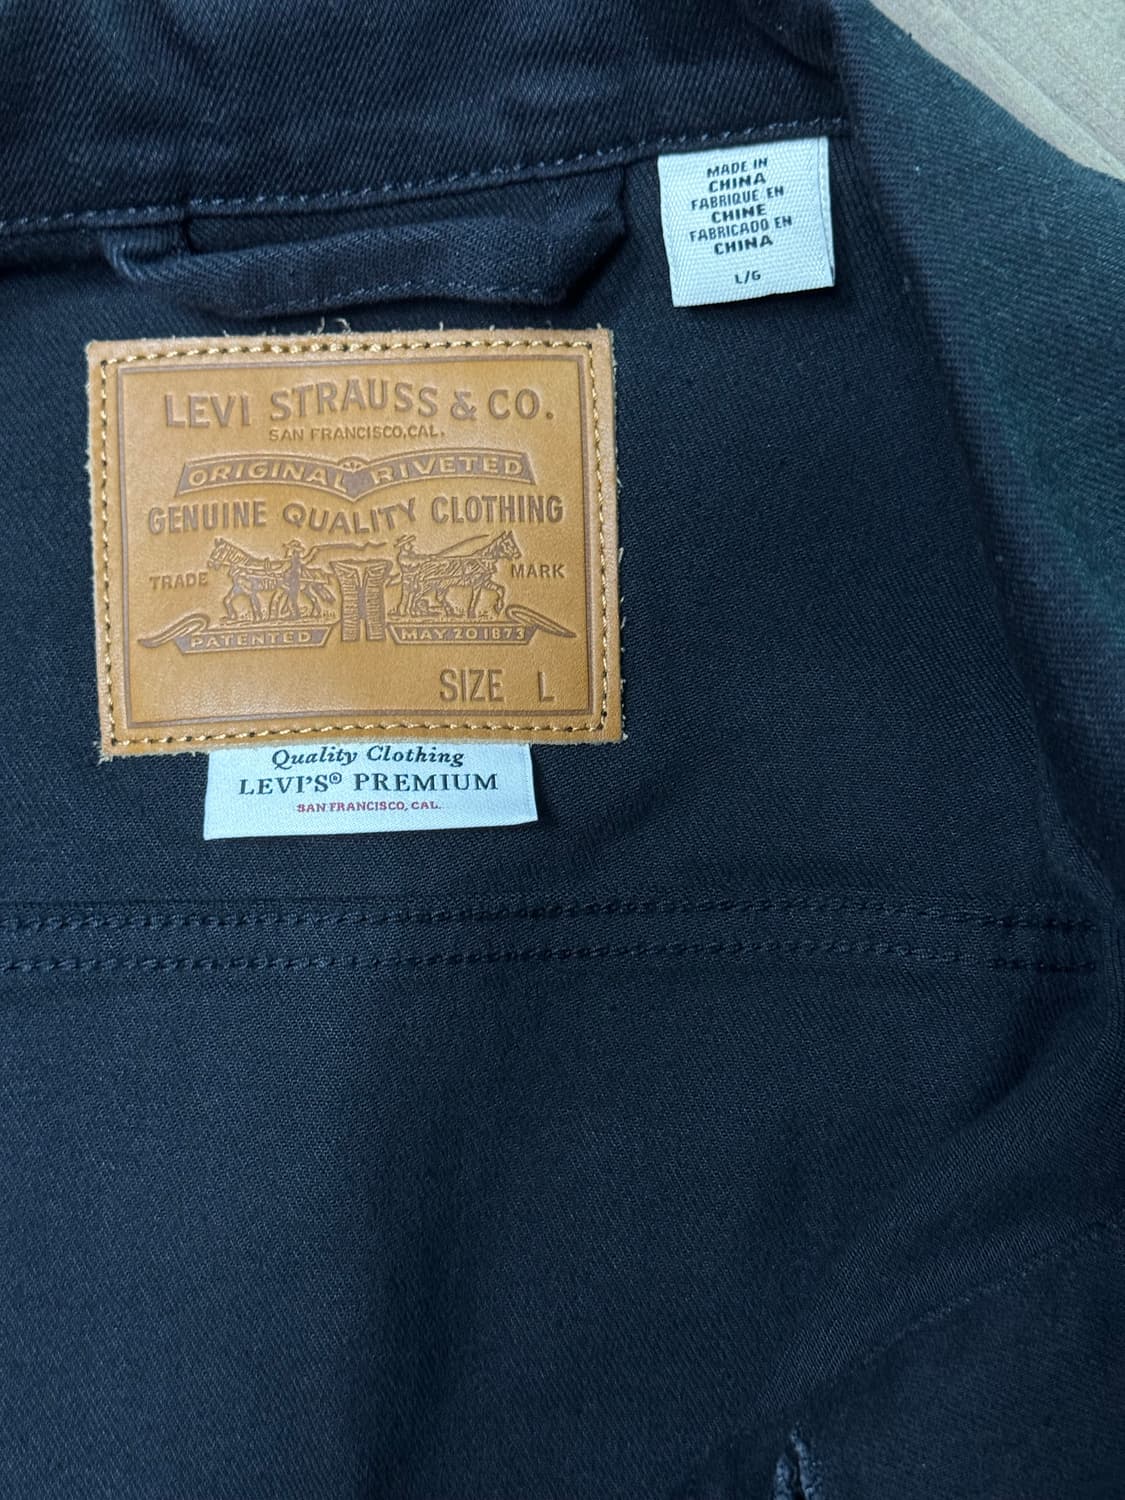 MADE IN
CHINA
FABRIQUE EN
CHINE
FABRICADO EN
CHINA
L/G
LEVI STRAUSS & CO.
SAN FRANCISCO, CAL.
ORIGINAL RIVETED
GENUINE QUALITY CLOTHING
TRADE MARK
PATENTED MAY 20 1873
SIZE L
Quality Clothing
LEVI'S® PREMIUM
SAN FRANCISCO, CAL.